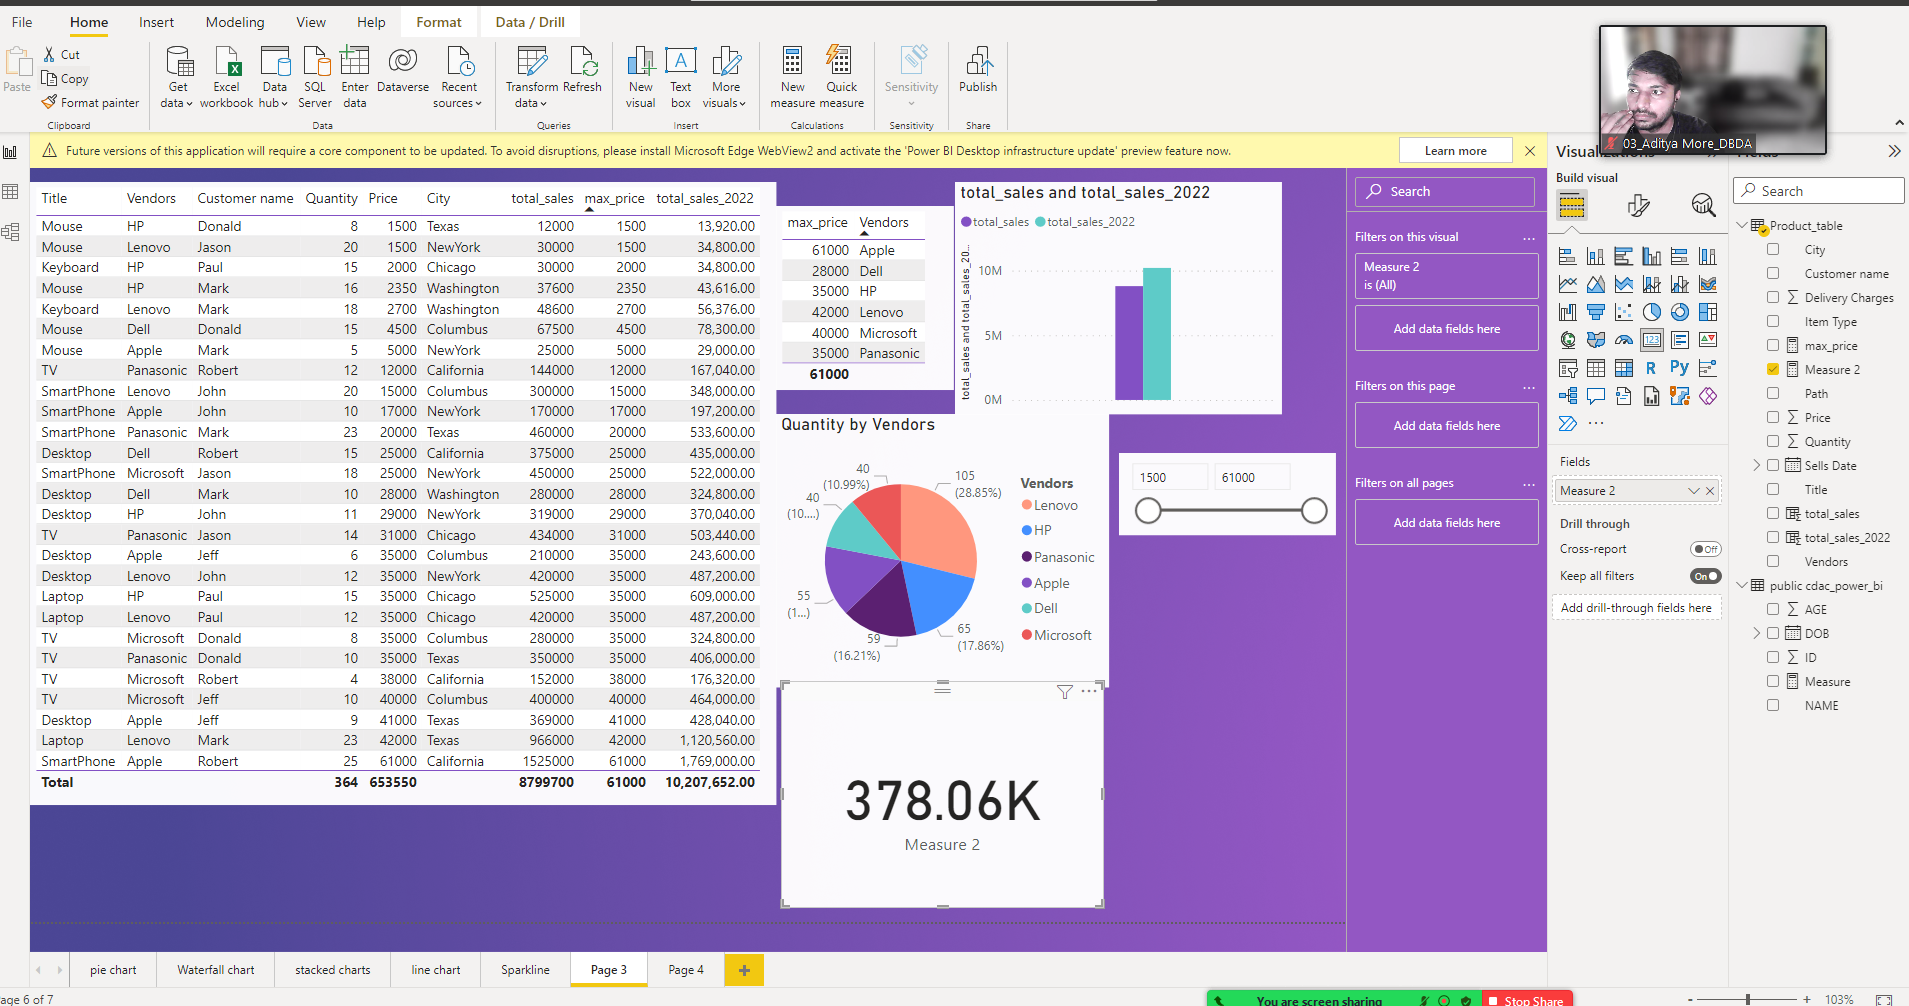 File Home Insert Modeling View Help Format Data / Drill
Paste Cut Copy Format painter Clipboard
Get data Excel workbook Data hub SQL Server Enter data Dataverse Recent sources Data
Transform data Refresh Queries
New visual Text box More visuals Insert
New measure Quick measure Calculations
Sensitivity Sensitivity
Publish Share
03_Aditya More_DBDA
Future versions of this application will require a core component to be updated. To avoid disruptions, please install Microsoft Edge WebView2 and activate the 'Power BI Desktop infrastructure update' preview feature now. Learn more
Title Vendors Customer name Quantity Price City total_sales max_price total_sales_2022
Mouse HP Donald 8 1500 Texas 12000 1500 13,920.00
Mouse Lenovo Jason 20 1500 NewYork 30000 1500 34,800.00
Keyboard HP Paul 15 2000 Chicago 30000 2000 34,800.00
Mouse HP Mark 16 2350 Washington 37600 2350 43,616.00
Keyboard Lenovo Mark 18 2700 Washington 48600 2700 56,376.00
Mouse Dell Donald 15 4500 Columbus 67500 4500 78,300.00
Mouse Apple Mark 5 5000 NewYork 25000 5000 29,000.00
TV Panasonic Robert 12 12000 California 144000 12000 167,040.00
SmartPhone Lenovo John 20 15000 Columbus 300000 15000 348,000.00
SmartPhone Apple John 10 17000 NewYork 170000 17000 197,200.00
SmartPhone Panasonic Mark 23 20000 Texas 460000 20000 533,600.00
Desktop Dell Robert 15 25000 California 375000 25000 435,000.00
SmartPhone Microsoft Jason 18 25000 NewYork 450000 25000 522,000.00
Desktop Dell Mark 10 28000 Washington 280000 28000 324,800.00
Desktop HP John 11 29000 NewYork 319000 29000 370,040.00
TV Panasonic Jason 14 31000 Chicago 434000 31000 503,440.00
Desktop Apple Jeff 6 35000 Columbus 210000 35000 243,600.00
Desktop Lenovo John 12 35000 NewYork 420000 35000 487,200.00
Laptop HP Paul 15 35000 Chicago 525000 35000 609,000.00
Laptop Lenovo Paul 12 35000 Chicago 420000 35000 487,200.00
TV Microsoft Donald 8 35000 Columbus 280000 35000 324,800.00
TV Panasonic Donald 10 35000 Texas 350000 35000 406,000.00
TV Microsoft Robert 4 38000 California 152000 38000 176,320.00
TV Microsoft Jeff 10 40000 Columbus 400000 40000 464,000.00
Desktop Apple Jeff 9 41000 Texas 369000 41000 428,040.00
Laptop Lenovo Mark 23 42000 Texas 966000 42000 1,120,560.00
SmartPhone Apple Robert 25 61000 California 1525000 61000 1,769,000.00
Total 364 653550 8799700 61000 10,207,652.00
max_price Vendors
61000 Apple
28000 Dell
35000 HP
42000 Lenovo
40000 Microsoft
35000 Panasonic
61000
total_sales and total_sales_2022
total_sales total_sales_2022
total_sales and total_sales_20...
10M
5M
0M
Quantity by Vendors
105
(28.85%)
65
(17.86%)
59
(16.21%)
55
(1...)
40
(10....)
40
(10.99%)
Vendors
Lenovo
HP
Panasonic
Apple
Dell
Microsoft
1500 61000
378.06K
Measure 2
Search
Filters on this visual ...
Measure 2
is (All)
Add data fields here
Filters on this page ...
Add data fields here
Filters on all pages ...
Add data fields here
Build visual
R Py
123
...
Fields
Measure 2
Drill through
Cross-report Off
Keep all filters On
Add drill-through fields here
Search
Product_table
City
Customer name
Delivery Charges
Item Type
max_price
Measure 2
Path
Price
Quantity
Sells Date
Title
total_sales
total_sales_2022
Vendors
public cdac_power_bi
AGE
DOB
ID
Measure
NAME
pie chart Waterfall chart stacked charts line chart Sparkline Page 3 Page 4 +
age 6 of 7
You are screen sharing Stop Share
- + 103%